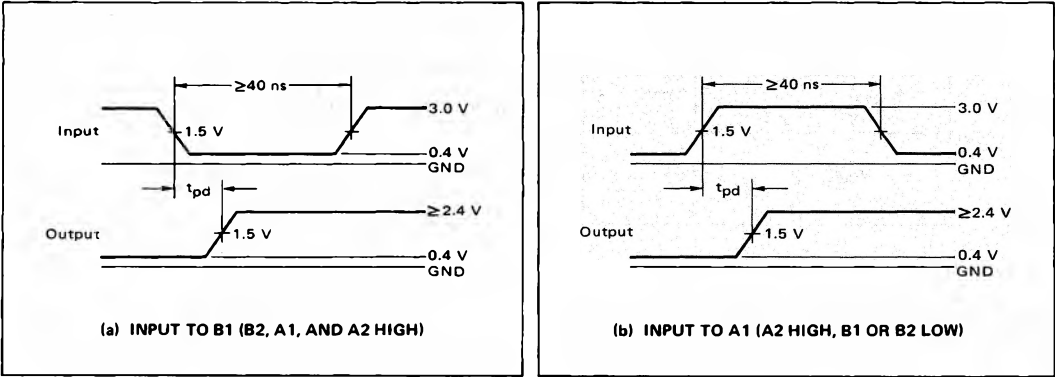 ≥40 ns
3.0 V
Input
1.5 V
0.4 V
GND
tpd
≥2.4 V
Output
1.5 V
0.4 V
GND
(a) INPUT TO B1 (B2, A1, AND A2 HIGH)
≥40 ns
3.0 V
Input
1.5 V
0.4 V
GND
tpd
≥2.4 V
Output
1.5 V
0.4 V
GND
(b) INPUT TO A1 (A2 HIGH, B1 OR B2 LOW)